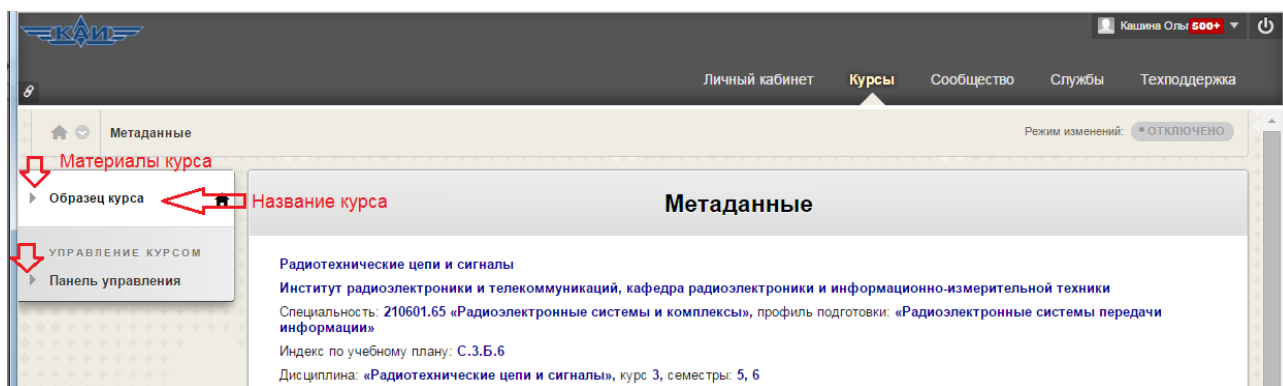 КАИ
Кашина Ольг 500+
Личный кабинет Курсы Сообщество Службы Техподдержка
Метаданные
Режим изменений: ОТКЛЮЧЕНО
Материалы курса
Образец курса
Название курса
Метаданные
УПРАВЛЕНИЕ КУРСОМ
Панель управления
Радиотехнические цепи и сигналы
Институт радиоэлектроники и телекоммуникаций, кафедра радиоэлектроники и информационно-измерительной техники
Специальность: 210601.65 «Радиоэлектронные системы и комплексы», профиль подготовки: «Радиоэлектронные системы передачи
информации»
Индекс по учебному плану: С.3.Б.6
Дисциплина: «Радиотехнические цепи и сигналы», курс 3, семестры: 5, 6